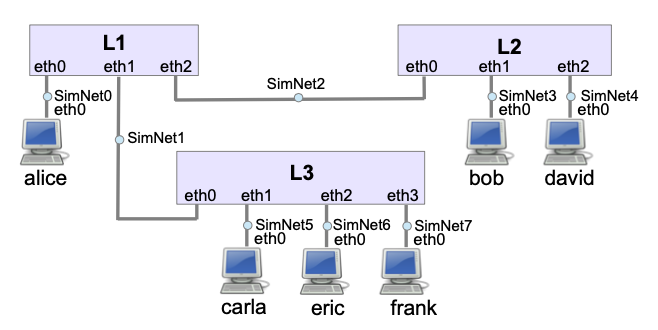 L1
eth0 eth1 eth2
L2
eth0 eth1 eth2
SimNet2
SimNet0
eth0
alice
SimNet3
eth0
bob
SimNet4
eth0
david
SimNet1
L3
eth0 eth1 eth2 eth3
SimNet5
eth0
carla
SimNet6
eth0
eric
SimNet7
eth0
frank